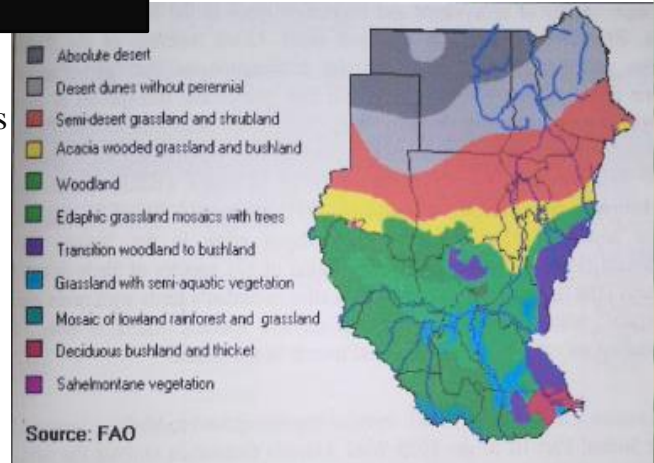 Absolute desert
Desert dunes without perennial
s
Semi-desert grassland and shrubland
Acacia wooded grassland and bushland
Woodland
Edaphic grassland mosaics with trees
Transition woodland to bushland
Grassland with semi-aquatic vegetation
Mosaic of lowland rainforest and grassland
Deciduous bushland and thicket
Sahelmontane vegetation
Source: FAO